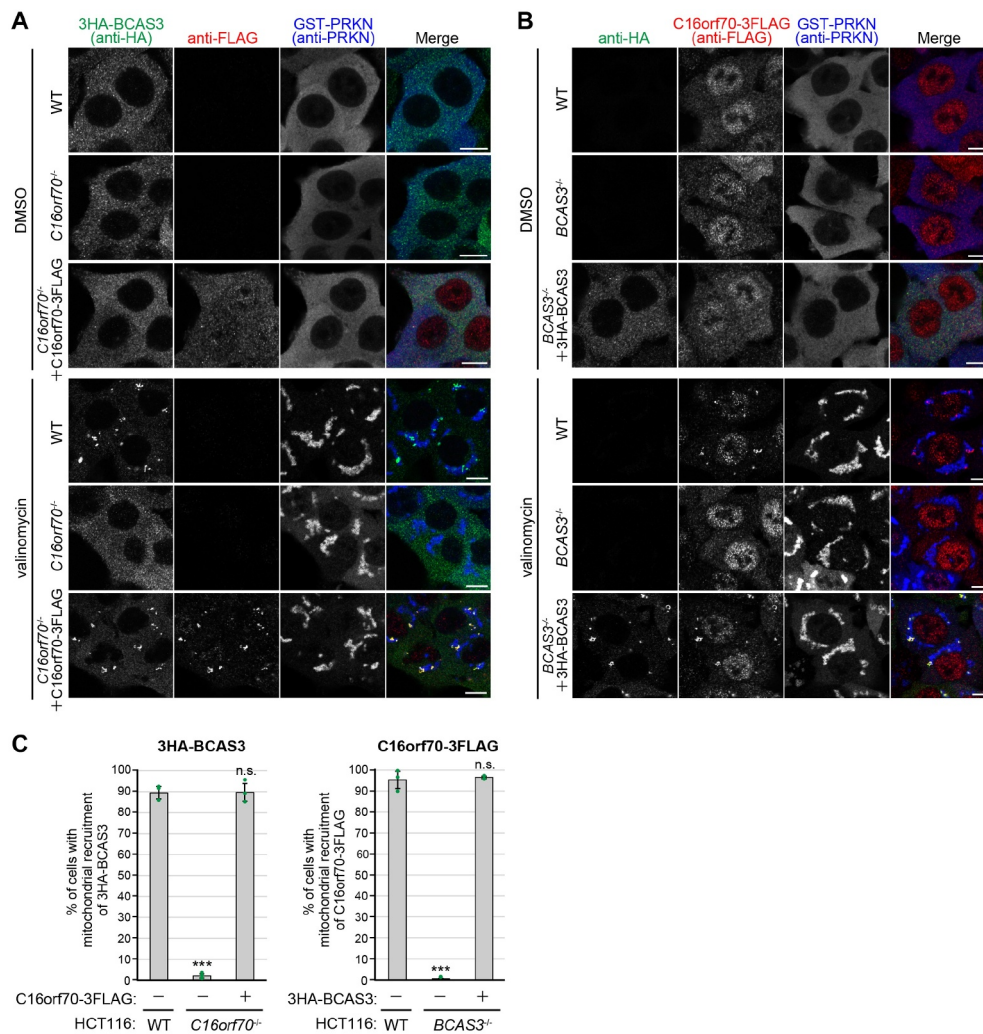 A
3HA-BCAS3
(anti-HA)
anti-FLAG
GST-PRKN
(anti-PRKN)
Merge
DMSO
WT
C16orf70-/-
C16orf70-/-
+C16orf70-3FLAG
valinomycin
WT
C16orf70-/-
C16orf70-/-
+C16orf70-3FLAG
B
anti-HA
C16orf70-3FLAG
(anti-FLAG)
GST-PRKN
(anti-PRKN)
Merge
DMSO
WT
BCAS3-/-
BCAS3-/-
+3HA-BCAS3
valinomycin
WT
BCAS3-/-
BCAS3-/-
+3HA-BCAS3
C
3HA-BCAS3
% of cells with
mitochondrial recruitment
of 3HA-BCAS3
100
90
80
70
60
50
40
30
20
10
0
n.s.
***
C16orf70-3FLAG: − − +
HCT116: WT C16orf70-/-
C16orf70-3FLAG
% of cells with
mitochondrial recruitment
of C16orf70-3FLAG
100
90
80
70
60
50
40
30
20
10
0
n.s.
***
3HA-BCAS3: − − +
HCT116: WT BCAS3-/-